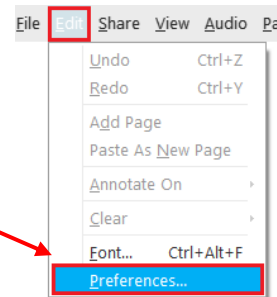 File Edit Share View Audio Pa
Undo Ctrl+Z
Redo Ctrl+Y
Add Page
Paste As New Page
Annotate On
Clear
Font... Ctrl+Alt+F
Preferences...